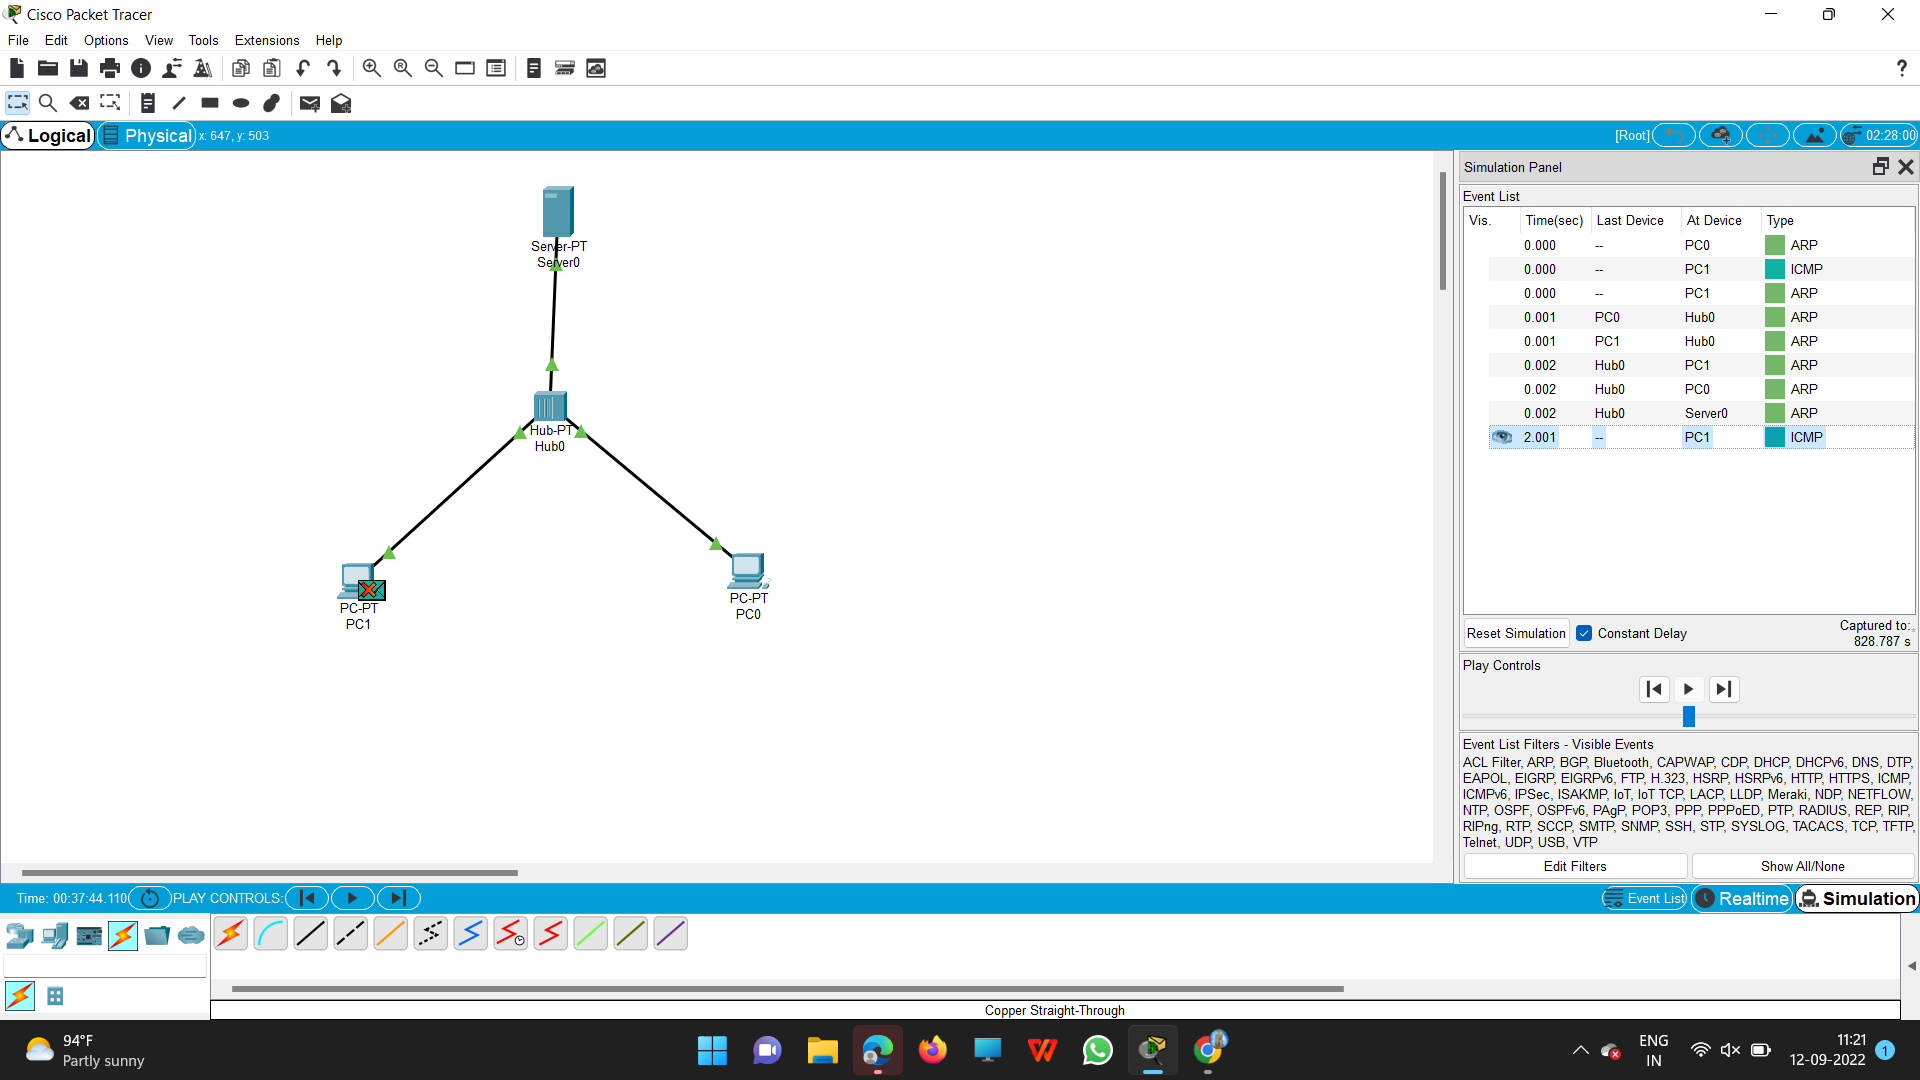 Cisco Packet Tracer
File Edit Options View Tools Extensions Help
?
Logical Physical x: 647, y: 503 [Root] 02:28:00
Server-PT
Server0
Hub-PT
Hub0
PC-PT
PC1
PC-PT
PC0
Simulation Panel
Event List
Vis. Time(sec) Last Device At Device Type
0.000 -- PC0 ARP
0.000 -- PC1 ICMP
0.000 -- PC1 ARP
0.001 PC0 Hub0 ARP
0.001 PC1 Hub0 ARP
0.002 Hub0 PC1 ARP
0.002 Hub0 PC0 ARP
0.002 Hub0 Server0 ARP
2.001 -- PC1 ICMP
Reset Simulation Constant Delay Captured to:
828.787 s
Play Controls
Event List Filters - Visible Events
ACL Filter, ARP, BGP, Bluetooth, CAPWAP, CDP, DHCP, DHCPv6, DNS, DTP,
EAPOL, EIGRP, EIGRPv6, FTP, H.323, HSRP, HSRPv6, HTTP, HTTPS, ICMP,
ICMPv6, IPSec, ISAKMP, IoT, IoT TCP, LACP, LLDP, Meraki, NDP, NETFLOW,
NTP, OSPF, OSPFv6, PAgP, POP3, PPP, PPPoED, PTP, RADIUS, REP, RIP,
RIPng, RTP, SCCP, SMTP, SNMP, SSH, STP, SYSLOG, TACACS, TCP, TFTP,
Telnet, UDP, USB, VTP
Edit Filters Show All/None
Time: 00:37:44.110 PLAY CONTROLS: Event List Realtime Simulation
Copper Straight-Through
94°F
Partly sunny
ENG
IN
11:21
12-09-2022
1